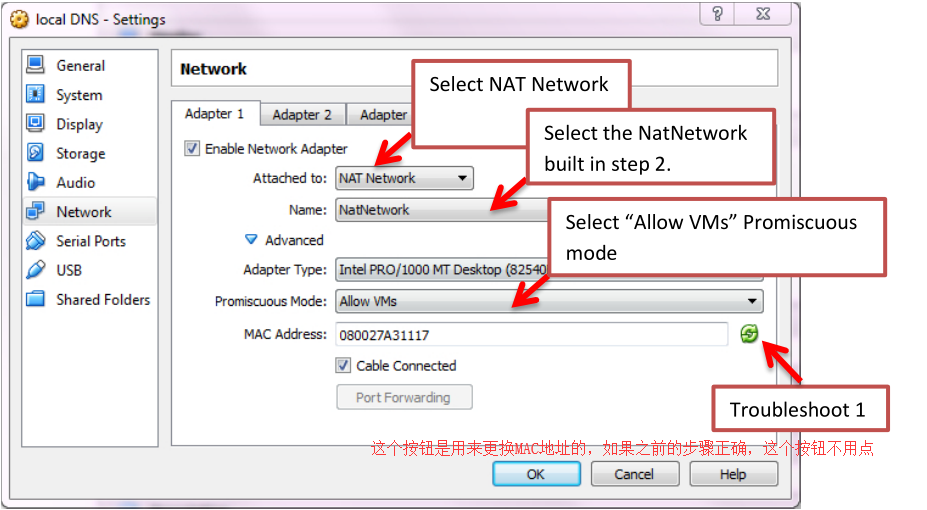 local DNS - Settings
General
System
Display
Storage
Audio
Network
Serial Ports
USB
Shared Folders
Network
Adapter 1
Adapter 2
Adapter
Enable Network Adapter
Attached to:
NAT Network
Name:
NatNetwork
Advanced
Adapter Type:
Intel PRO/1000 MT Desktop (82540
Promiscuous Mode:
Allow VMs
MAC Address:
080027A31117
Cable Connected
Port Forwarding
Select NAT Network
Select the NatNetwork
built in step 2.
Select “Allow VMs” Promiscuous
mode
Troubleshoot 1
这个按钮是用来更换MAC地址的，如果之前的步骤正确，这个按钮不用点
OK
Cancel
Help